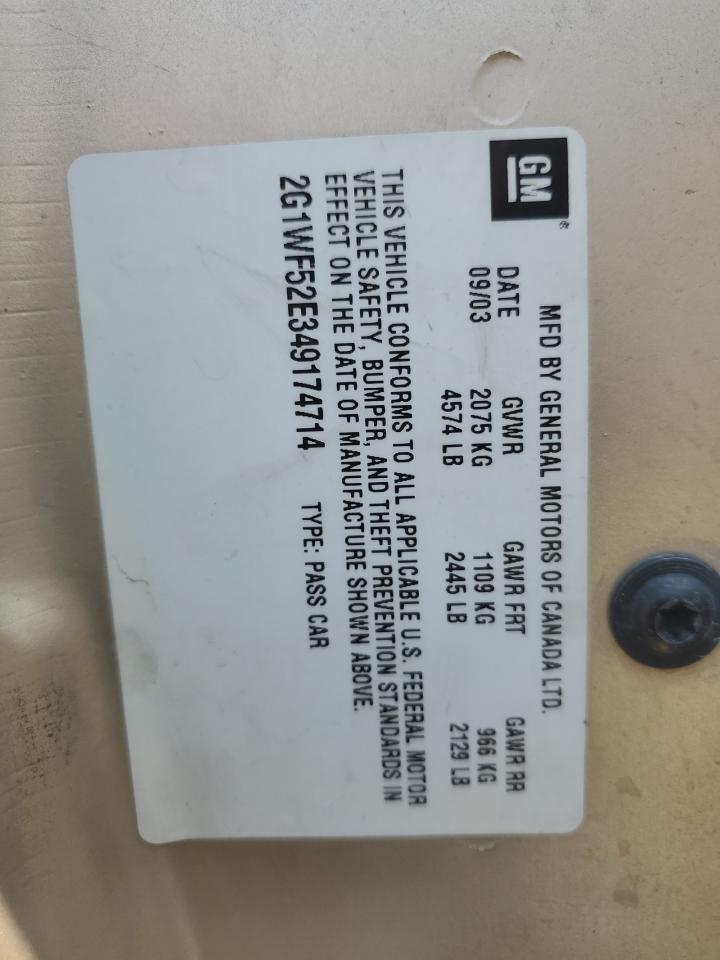 GM®
MFD BY GENERAL MOTORS OF CANADA LTD.
DATE GVWR GAWR FRT GAWR RR
09/03 2075 KG 1109 KG 966 KG
4574 LB 2445 LB 2129 LB
THIS VEHICLE CONFORMS TO ALL APPLICABLE U.S. FEDERAL MOTOR
VEHICLE SAFETY, BUMPER, AND THEFT PREVENTION STANDARDS IN
EFFECT ON THE DATE OF MANUFACTURE SHOWN ABOVE.
2G1WF52E349174714 TYPE: PASS CAR